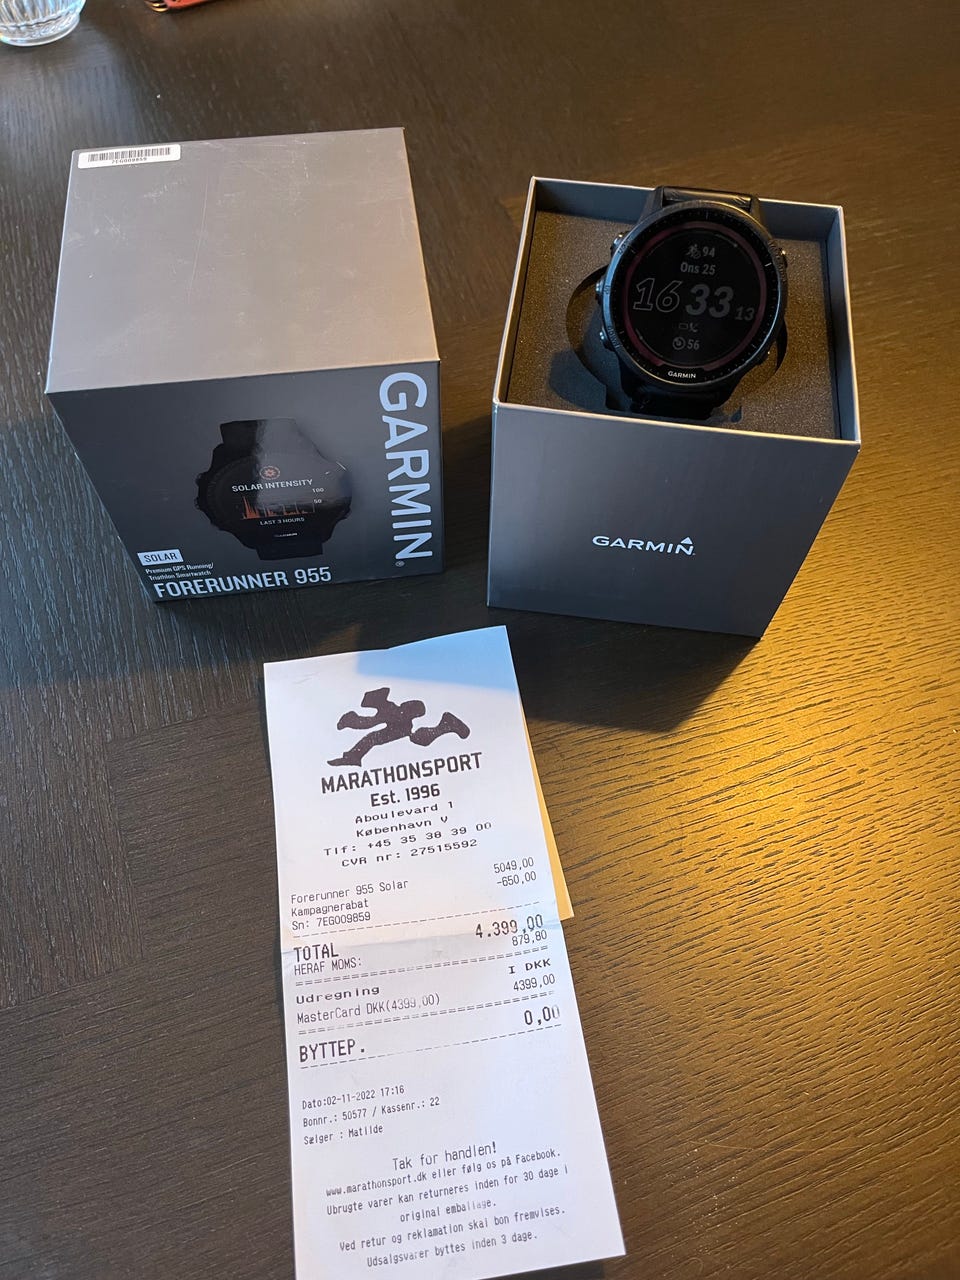 7EG009859
GARMIN
SOLAR INTENSITY
100
50
LAST 3 HOURS
GARMIN
SOLAR
Premium GPS Running/
Triathlon Smartwatch
FORERUNNER 955
94
Ons 25
16 33 13
56
GARMIN
GARMIN
MARATHONSPORT
Est. 1996
Aboulevard 1
København V
Tlf: +45 35 38 39 00
CVR nr: 27515592
Forerunner 955 Solar 5049,00
Kampagnerabat -650,00
Sn: 7EG009859
TOTAL 4.399,00
HERAF MOMS: 879,80
Udregning I DKK
MasterCard DKK(4399,00) 4399,00
BYTTEP. 0,00
Dato:02-11-2022 17:16
Bonnr.: 50577 / Kassenr.: 22
Sælger : Matilde
Tak for handlen!
www.marathonsport.dk eller følg os på Facebook.
Ubrugte varer kan returneres inden for 30 dage i
original emballage.
Ved retur og reklamation skal bon fremvises.
Udsalgsvarer byttes inden 3 dage.